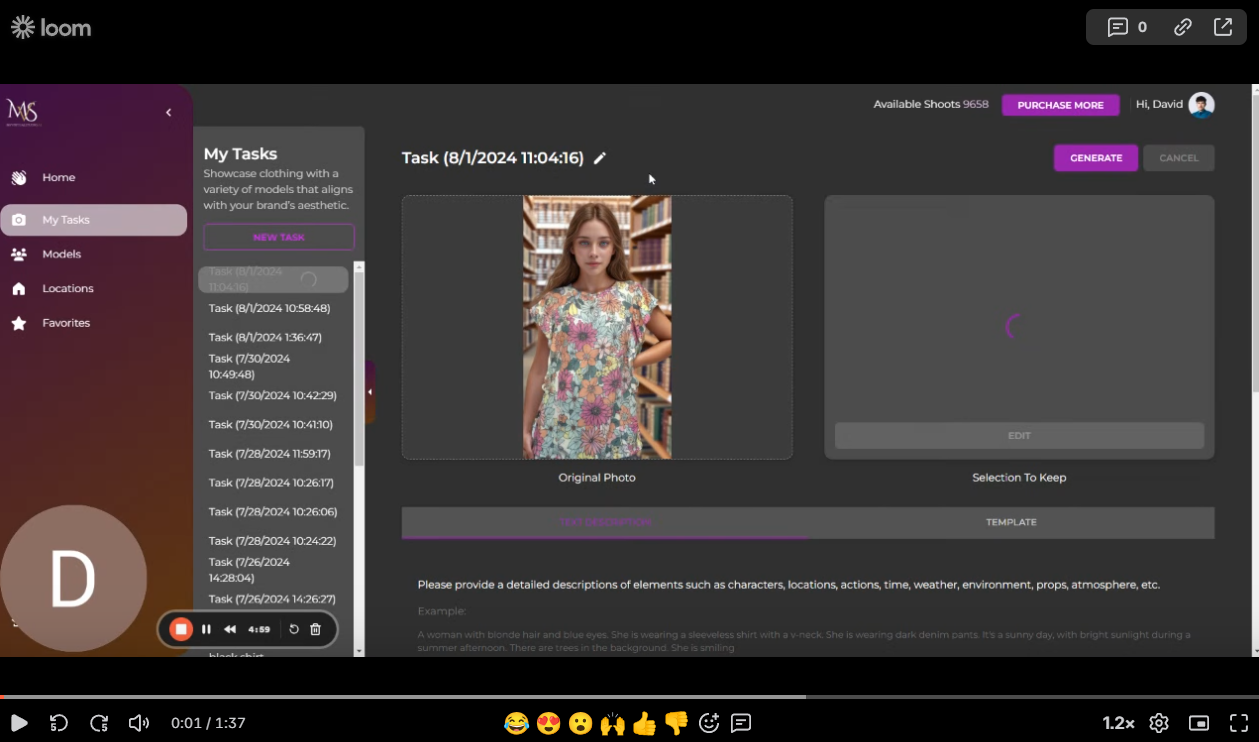 loom
0
MS
Available Shoots 9658
PURCHASE MORE
Hi, David
Home
My Tasks
Models
Locations
Favorites
My Tasks
Showcase clothing with a
variety of models that aligns
with your brand's aesthetic.
NEW TASK
Task (8/1/2024
11:04:16)
Task (8/1/2024 10:58:48)
Task (8/1/2024 1:36:47)
Task (7/30/2024
10:49:48)
Task (7/30/2024 10:42:29)
Task (7/30/2024 10:41:10)
Task (7/28/2024 11:59:17)
Task (7/28/2024 10:26:17)
Task (7/28/2024 10:26:06)
Task (7/28/2024 10:24:22)
Task (7/26/2024
14:28:04)
Task (7/26/2024 14:26:27)
black shirt
Task (8/1/2024 11:04:16)
GENERATE
CANCEL
EDIT
Original Photo
Selection To Keep
TEXT DESCRIPTION
TEMPLATE
Please provide a detailed descriptions of elements such as characters, locations, actions, time, weather, environment, props, atmosphere, etc.
Example:
A woman with blonde hair and blue eyes. She is wearing a sleeveless shirt with a v-neck. She is wearing dark denim pants. It's a sunny day, with bright sunlight during a
summer afternoon. There are trees in the background. She is smiling
D
4:59
5
5
0:01 / 1:37
1.2×